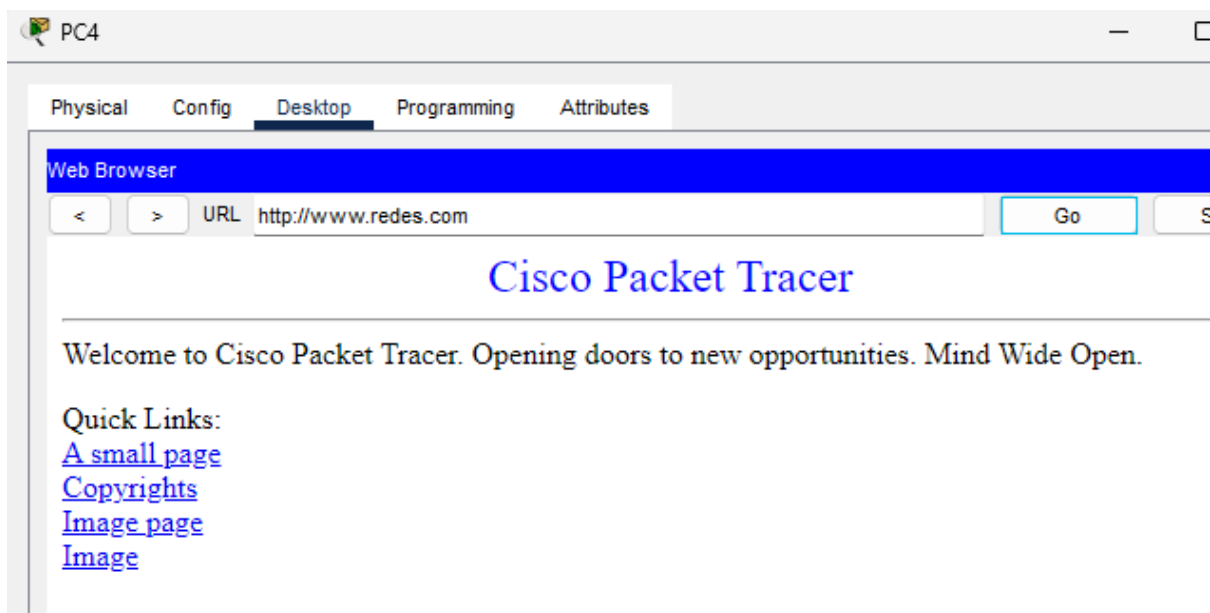 PC4
Physical Config Desktop Programming Attributes
Web Browser
< > URL http://www.redes.com Go S
Cisco Packet Tracer
Welcome to Cisco Packet Tracer. Opening doors to new opportunities. Mind Wide Open.
Quick Links:
A small page
Copyrights
Image page
Image